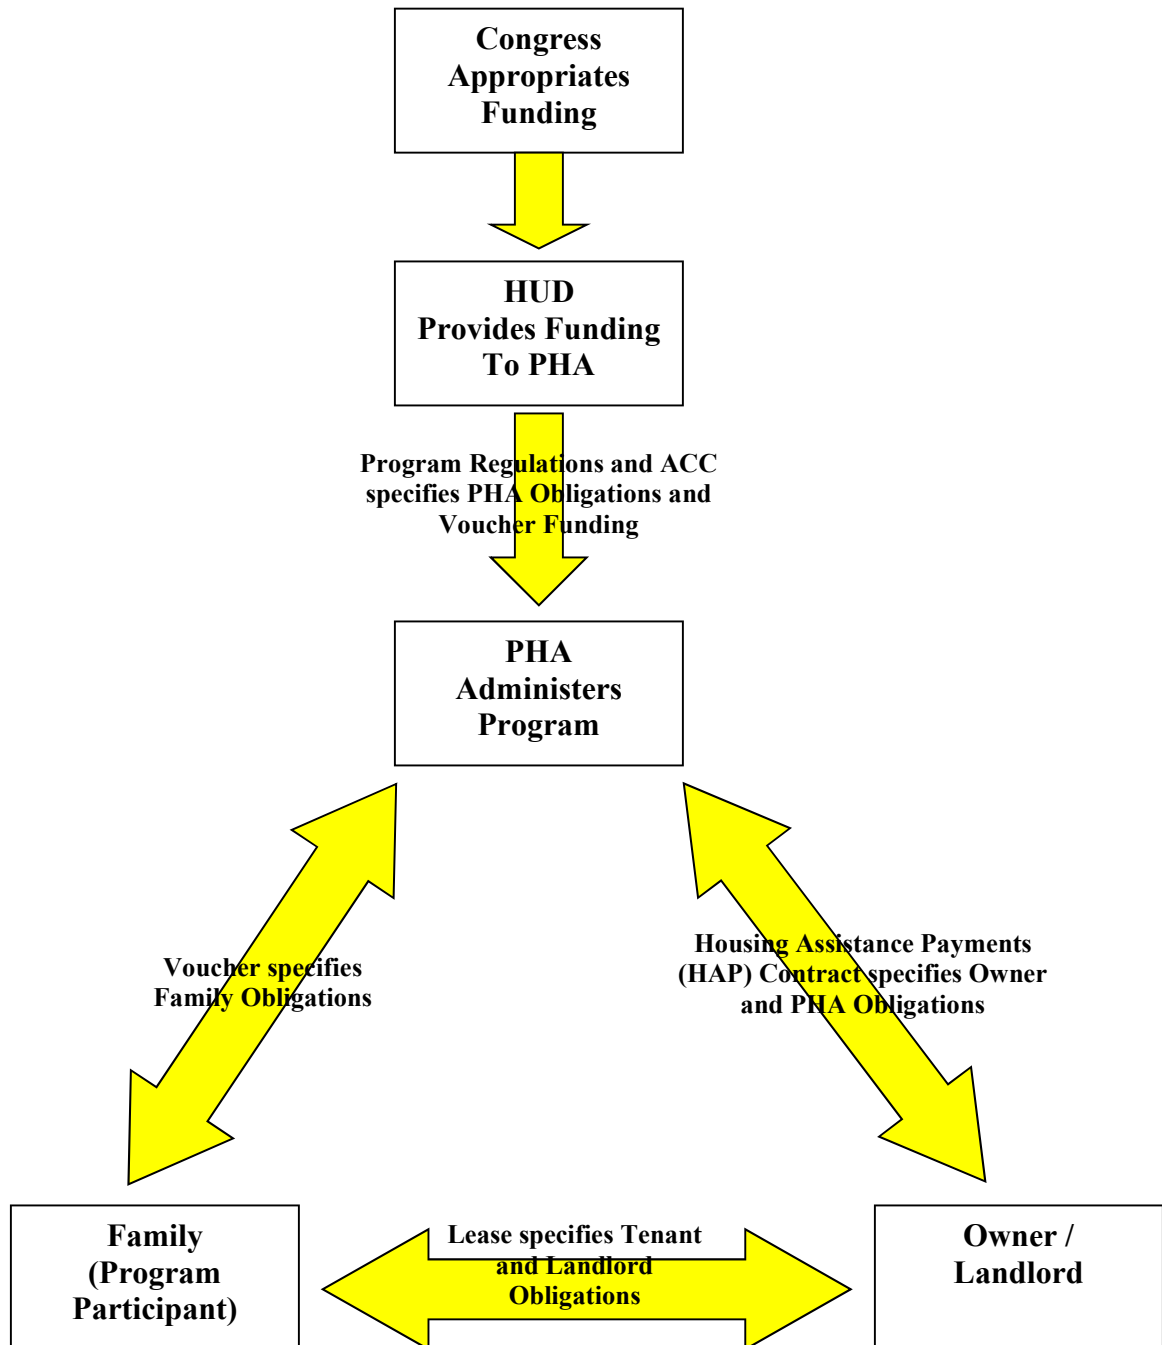 Congress
Appropriates
Funding
HUD
Provides Funding
To PHA
Program Regulations and ACC
specifies PHA Obligations and
Voucher Funding
PHA
Administers
Program
Voucher specifies
Family Obligations
Housing Assistance Payments
(HAP) Contract specifies Owner
and PHA Obligations
Family
(Program
Participant)
Lease specifies Tenant
and Landlord
Obligations
Owner /
Landlord